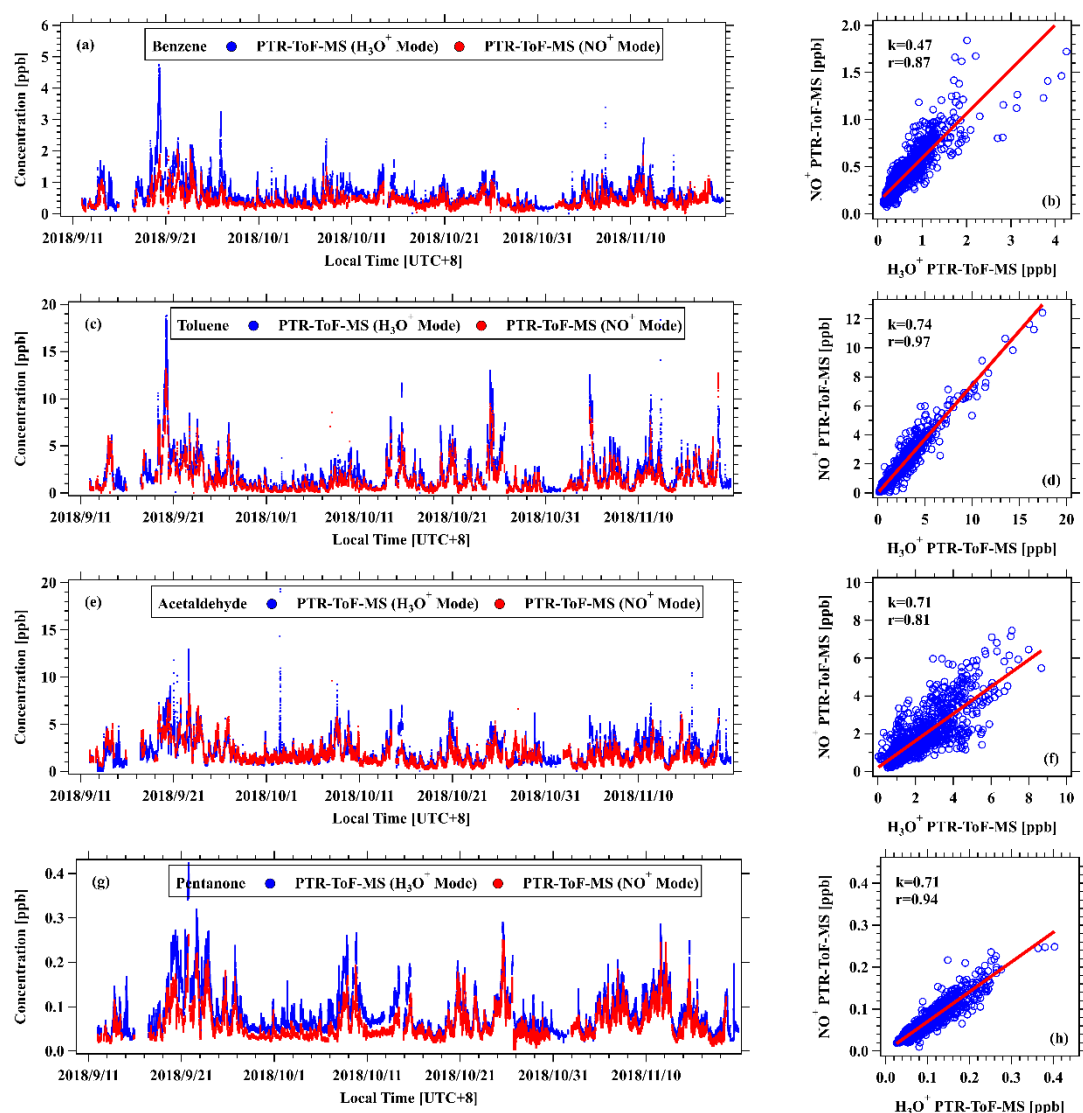 (a) Benzene PTR-ToF-MS (H₃O⁺ Mode) PTR-ToF-MS (NO⁺ Mode)
Concentration [ppb]
6
5
4
3
2
1
0
2018/9/11 2018/9/21 2018/10/1 2018/10/11 2018/10/21 2018/10/31 2018/11/10
Local Time [UTC+8]
k=0.47
r=0.87
NO⁺ PTR-ToF-MS [ppb]
2.0
1.5
1.0
0.5
0.0
(b)
0 1 2 3 4
H₃O⁺ PTR-ToF-MS [ppb]
(c) Toluene PTR-ToF-MS (H₃O⁺ Mode) PTR-ToF-MS (NO⁺ Mode)
Concentration [ppb]
20
15
10
5
0
2018/9/11 2018/9/21 2018/10/1 2018/10/11 2018/10/21 2018/10/31 2018/11/10
Local Time [UTC+8]
k=0.74
r=0.97
NO⁺ PTR-ToF-MS [ppb]
12
10
8
6
4
2
0
(d)
0 5 10 15 20
H₃O⁺ PTR-ToF-MS [ppb]
(e) Acetaldehyde PTR-ToF-MS (H₃O⁺ Mode) PTR-ToF-MS (NO⁺ Mode)
Concentration [ppb]
20
15
10
5
0
2018/9/11 2018/9/21 2018/10/1 2018/10/11 2018/10/21 2018/10/31 2018/11/10
Local Time [UTC+8]
k=0.71
r=0.81
NO⁺ PTR-ToF-MS [ppb]
10
8
6
4
2
0
(f)
0 2 4 6 8 10
H₃O⁺ PTR-ToF-MS [ppb]
(g) Pentanone PTR-ToF-MS (H₃O⁺ Mode) PTR-ToF-MS (NO⁺ Mode)
Concentration [ppb]
0.4
0.3
0.2
0.1
0.0
2018/9/11 2018/9/21 2018/10/1 2018/10/11 2018/10/21 2018/10/31 2018/11/10
Local Time [UTC+8]
k=0.71
r=0.94
NO⁺ PTR-ToF-MS [ppb]
0.4
0.3
0.2
0.1
0.0
(h)
0.0 0.1 0.2 0.3 0.4
H₃O⁺ PTR-ToF-MS [ppb]